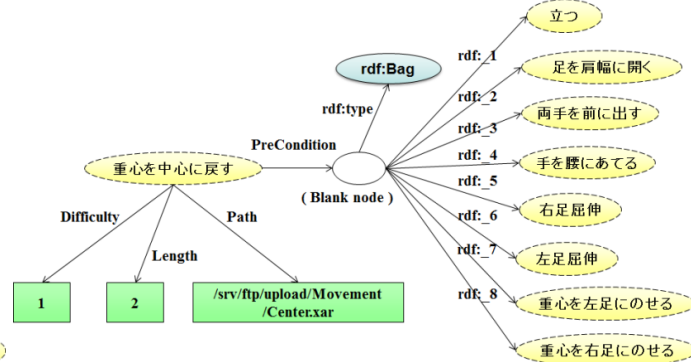 立つ
rdf:_1
rdf:Bag
足を肩幅に開く
rdf:_2
rdf:type
両手を前に出す
rdf:_3
PreCondition
rdf:_4
手を腰にあてる
重心を中心に戻す
rdf:_5
( Blank node )
右足屈伸
Difficulty
Path
rdf:_6
Length
rdf:_7
左足屈伸
1
2
/srv/ftp/upload/Movement
/Center.xar
rdf:_8
重心を左足にのせる
重心を右足にのせる